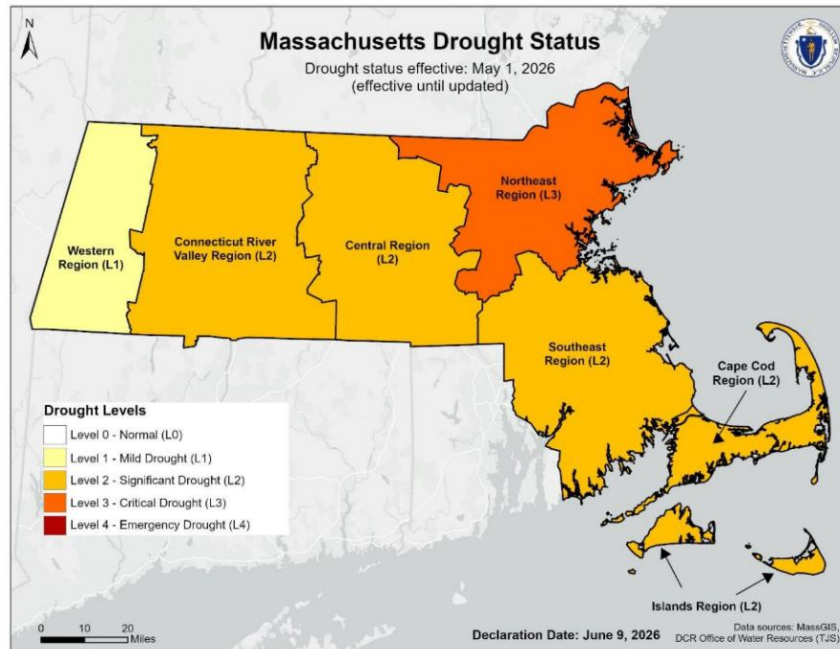 N
Massachusetts Drought Status
Drought status effective: May 1, 2026
(effective until updated)
Northeast
Region (L3)
Western
Region (L1)
Connecticut River
Valley Region (L2)
Central Region
(L2)
Southeast
Region (L2)
Cape Cod
Region (L2)
Drought Levels
Level 0 - Normal (L0)
Level 1 - Mild Drought (L1)
Level 2 - Significant Drought (L2)
Level 3 - Critical Drought (L3)
Level 4 - Emergency Drought (L4)
Islands Region (L2)
0 10 20
Miles
Declaration Date: June 9, 2026
Data sources: MassGIS,
DCR Office of Water Resources (TJS)